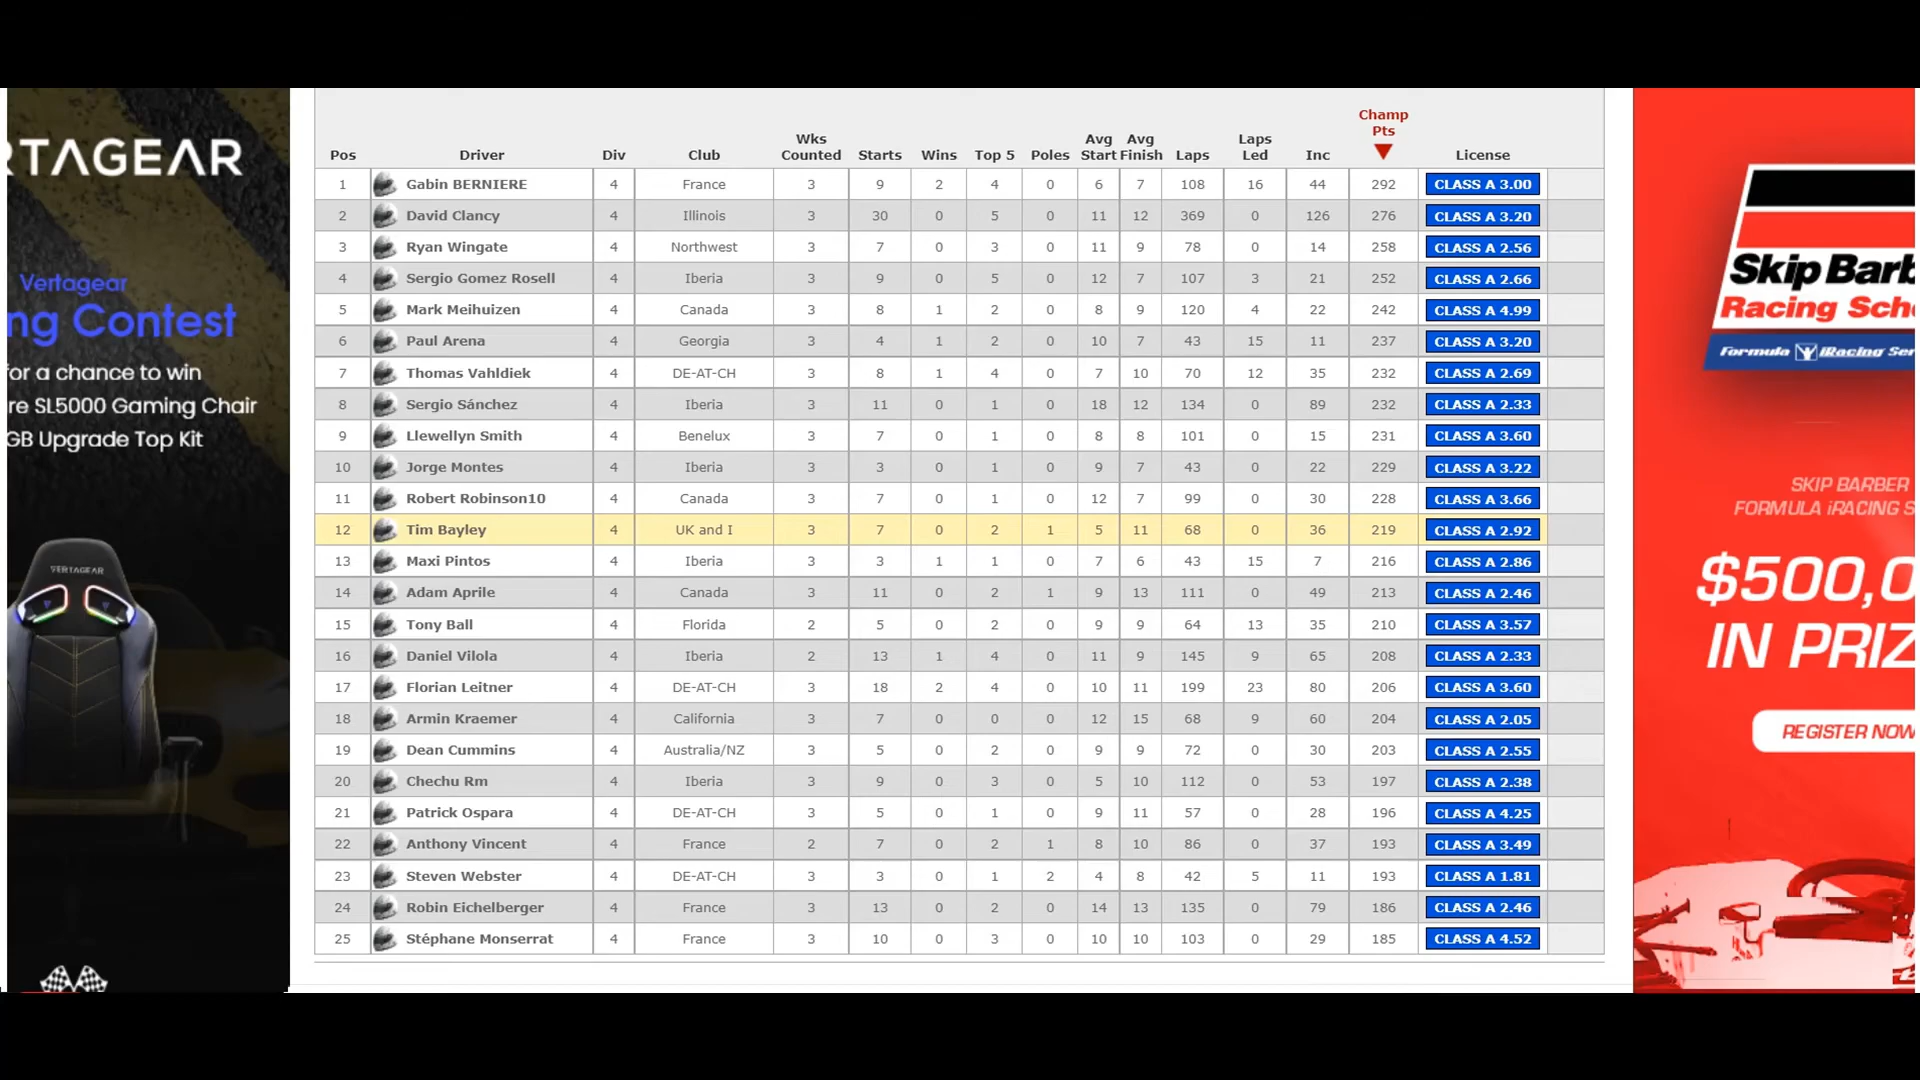 RTAGEAR
Vertagear
ng Contest
for a chance to win
re SL5000 Gaming Chair
GB Upgrade Top Kit
VERTAGEAR
Pos Driver Div Club Wks Counted Starts Wins Top 5 Poles Avg Start Avg Finish Laps Laps Led Inc Champ Pts License
1 Gabin BERNIERE 4 France 3 9 2 4 0 6 7 108 16 44 292 CLASS A 3.00
2 David Clancy 4 Illinois 3 30 0 5 0 11 12 369 0 126 276 CLASS A 3.20
3 Ryan Wingate 4 Northwest 3 7 0 3 0 11 9 78 0 14 258 CLASS A 2.56
4 Sergio Gomez Rosell 4 Iberia 3 9 0 5 0 12 7 107 3 21 252 CLASS A 2.66
5 Mark Meihuizen 4 Canada 3 8 1 2 0 8 9 120 4 22 242 CLASS A 4.99
6 Paul Arena 4 Georgia 3 4 1 2 0 10 7 43 15 11 237 CLASS A 3.20
7 Thomas Vahldiek 4 DE-AT-CH 3 8 1 4 0 7 10 70 12 35 232 CLASS A 2.69
8 Sergio Sánchez 4 Iberia 3 11 0 1 0 18 12 134 0 89 232 CLASS A 2.33
9 Llewellyn Smith 4 Benelux 3 7 0 1 0 8 8 101 0 15 231 CLASS A 3.60
10 Jorge Montes 4 Iberia 3 3 0 1 0 9 7 43 0 22 229 CLASS A 3.22
11 Robert Robinson10 4 Canada 3 7 0 1 0 12 7 99 0 30 228 CLASS A 3.66
12 Tim Bayley 4 UK and I 3 7 0 2 1 5 11 68 0 36 219 CLASS A 2.92
13 Maxi Pintos 4 Iberia 3 3 1 1 0 7 6 43 15 7 216 CLASS A 2.86
14 Adam Aprile 4 Canada 3 11 0 2 1 9 13 111 0 49 213 CLASS A 2.46
15 Tony Ball 4 Florida 2 5 0 2 0 9 9 64 13 35 210 CLASS A 3.57
16 Daniel Vilola 4 Iberia 2 13 1 4 0 11 9 145 9 65 208 CLASS A 2.33
17 Florian Leitner 4 DE-AT-CH 3 18 2 4 0 10 11 199 23 80 206 CLASS A 3.60
18 Armin Kraemer 4 California 3 7 0 0 0 12 15 68 9 60 204 CLASS A 2.05
19 Dean Cummins 4 Australia/NZ 3 5 0 2 0 9 9 72 0 30 203 CLASS A 2.55
20 Chechu Rm 4 Iberia 3 9 0 3 0 5 10 112 0 53 197 CLASS A 2.38
21 Patrick Ospara 4 DE-AT-CH 3 5 0 1 0 9 11 57 0 28 196 CLASS A 4.25
22 Anthony Vincent 4 France 2 7 0 2 1 8 10 86 0 37 193 CLASS A 3.49
23 Steven Webster 4 DE-AT-CH 3 3 0 1 2 4 8 42 5 11 193 CLASS A 1.81
24 Robin Eichelberger 4 France 3 13 0 2 0 14 13 135 0 79 186 CLASS A 2.46
25 Stéphane Monserrat 4 France 3 10 0 3 0 10 10 103 0 29 185 CLASS A 4.52
Skip Barb
Racing Scho
Formula iRacing Ser
SKIP BARBER
FORMULA iRACING S
$500,0
IN PRIZ
REGISTER NOW